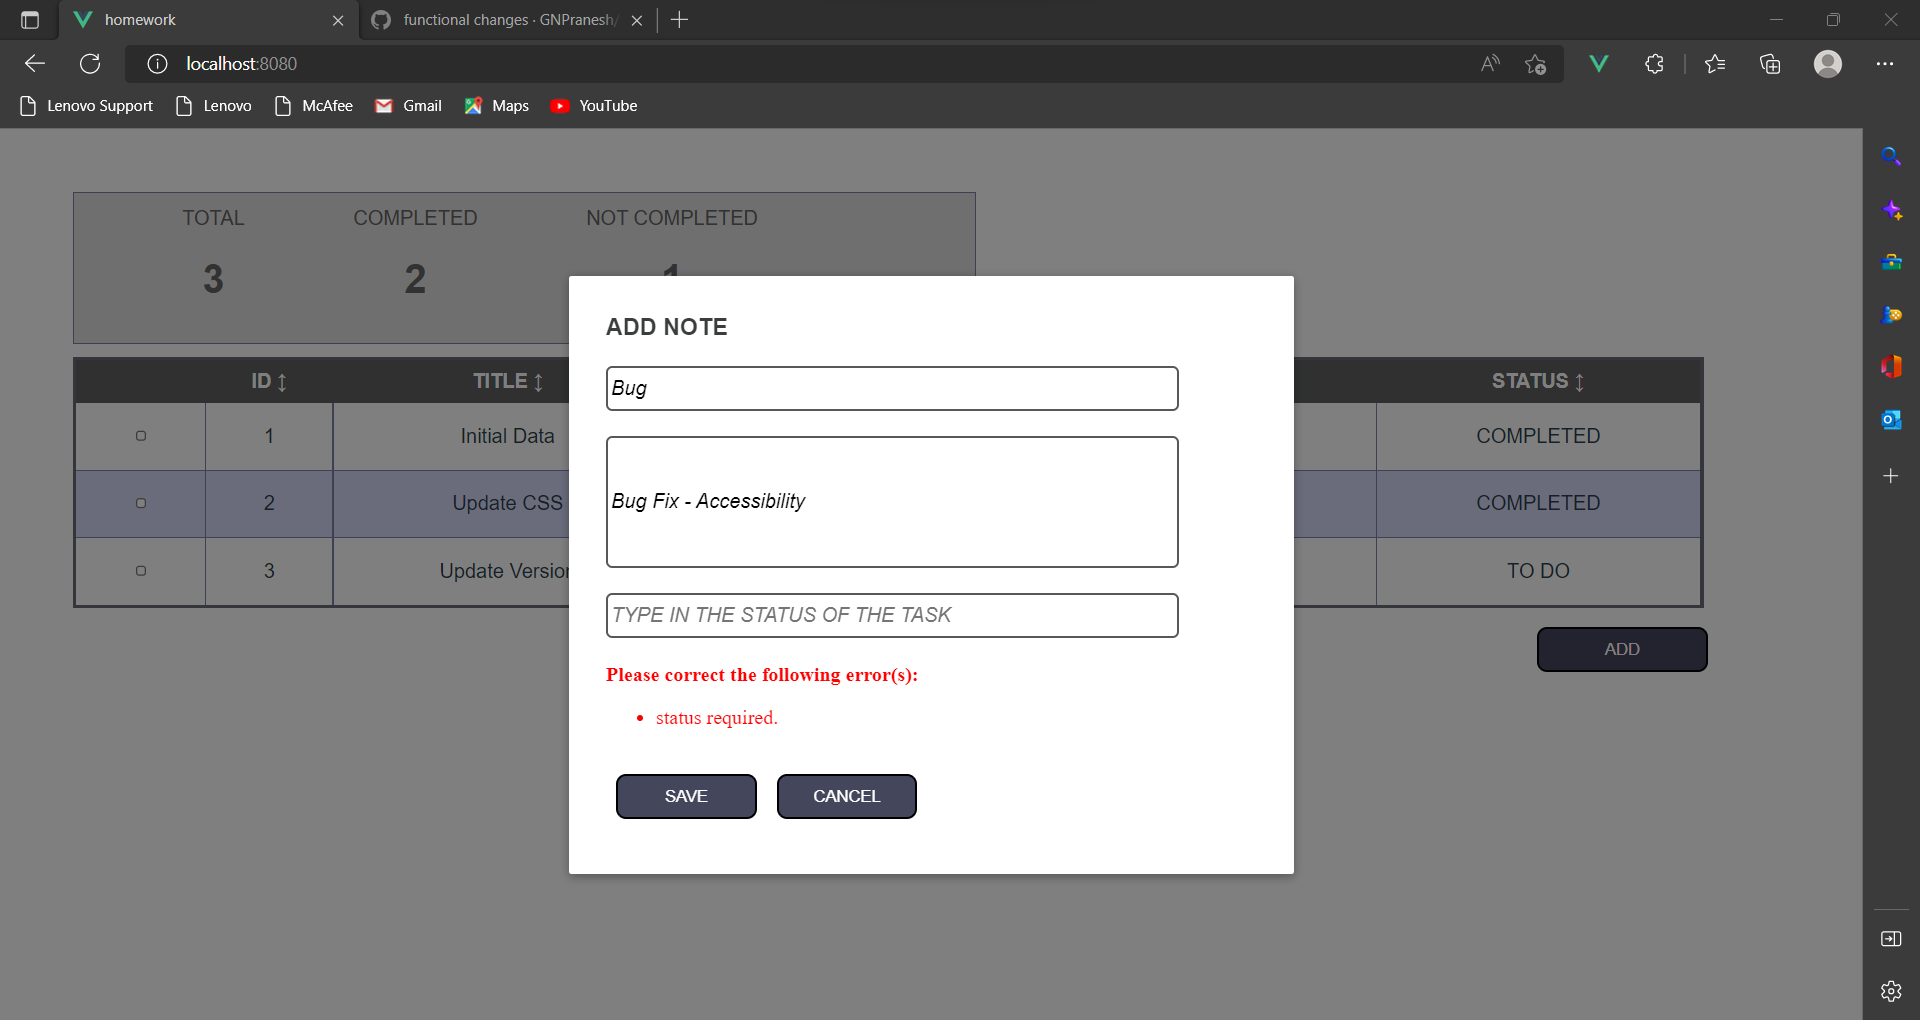 homework
functional changes · GNPranesh/
localhost:8080
Lenovo Support Lenovo McAfee Gmail Maps YouTube
TOTAL COMPLETED NOT COMPLETED
3 2 1
ADD NOTE
Bug
Bug Fix - Accessibility
TYPE IN THE STATUS OF THE TASK
Please correct the following error(s):
• status required.
SAVE CANCEL
ID↕ TITLE↕ STATUS↕
1 Initial Data COMPLETED
2 Update CSS COMPLETED
3 Update Version TO DO
ADD